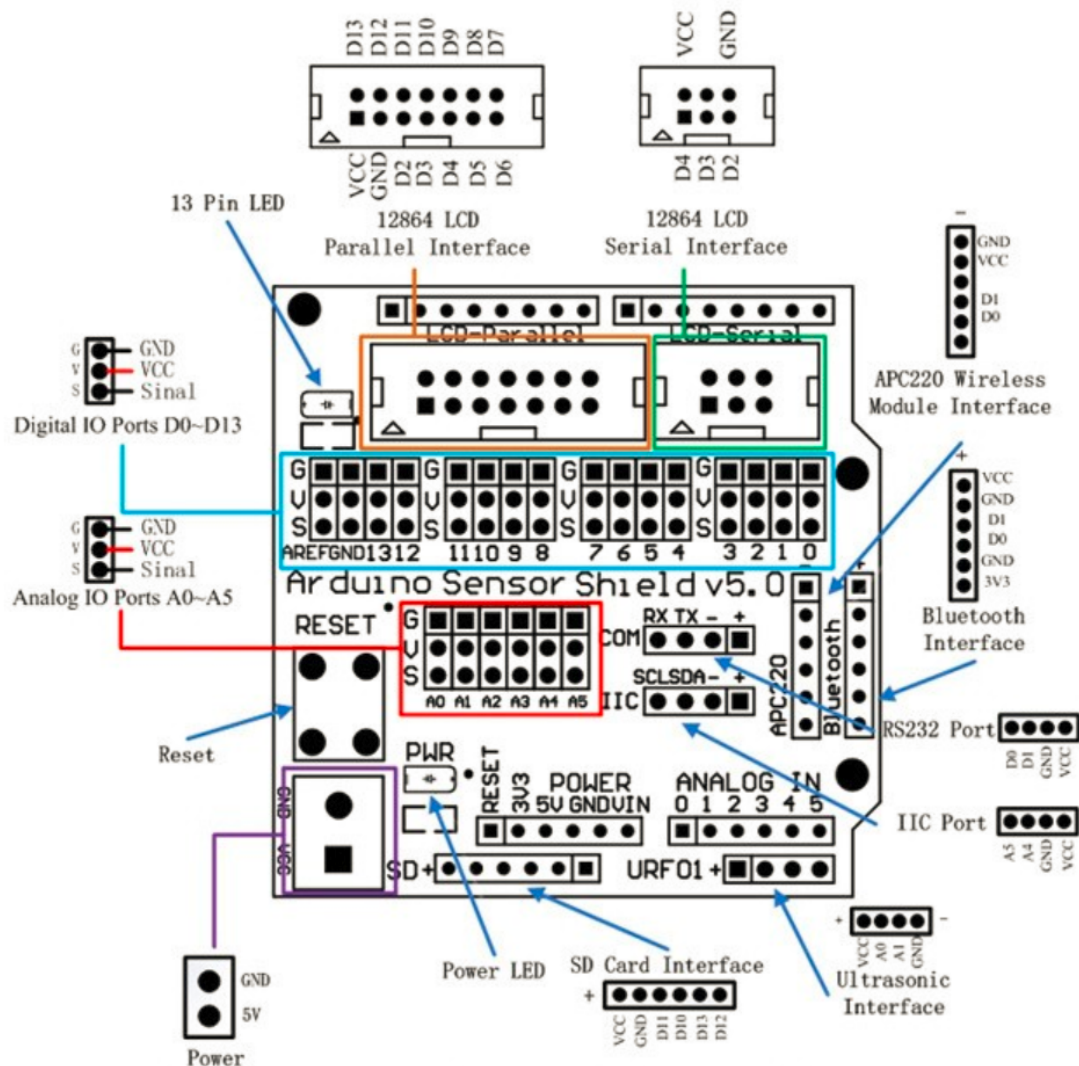 D13 D12 D11 D10 D9 D8 D7
VCC GND D2 D3 D4 D5 D6
VCC GND
D4 D3 D2
13 Pin LED
12864 LCD
Parallel Interface
12864 LCD
Serial Interface
-
GND
VCC
D1
D0
APC220 Wireless
Module Interface
G GND
V VCC
S Sinal
Digital IO Ports D0~D13
G GND
V VCC
S Sinal
Analog IO Ports A0~A5
+
VCC
GND
D1
D0
GND
3V3
Bluetooth
Interface
LCD-Parallel
LCD-Serial
G G G G
V V V V
S S S S
AREF GND 13 12 11 10 9 8 7 6 5 4 3 2 1 0
Arduino Sensor Shield v5.0
- +
RESET
G
V
S
A0 A1 A2 A3 A4 A5
RX TX - +
COM
SCL SDA - +
IIC
APC220
Bluetooth
RS232 Port
D0 D1 GND VCC
Reset
PWR
RESET
3V3
POWER
5V GND VIN
ANALOG IN
0 1 2 3 4 5
IIC Port
A5 A4 GND VCC
GND
VCC
SD+
URF01+
+ -
VCC A0 A1 GND
Ultrasonic
Interface
Power LED
SD Card Interface
+
VCC GND D11 D10 D13 D12
GND
5V
Power